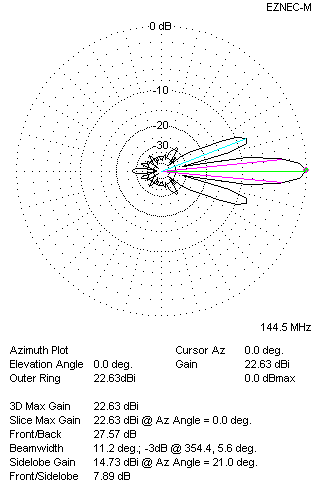 EZNEC-M
0 dB
-10
-20
-30
144.5 MHz
Azimuth Plot Cursor Az 0.0 deg.
Elevation Angle 0.0 deg. Gain 22.63 dBi
Outer Ring 22.63dBi 0.0 dBmax
3D Max Gain 22.63 dBi
Slice Max Gain 22.63 dBi @ Az Angle = 0.0 deg.
Front/Back 27.57 dB
Beamwidth 11.2 deg.; -3dB @ 354.4, 5.6 deg.
Sidelobe Gain 14.73 dBi @ Az Angle = 21.0 deg.
Front/Sidelobe 7.89 dB